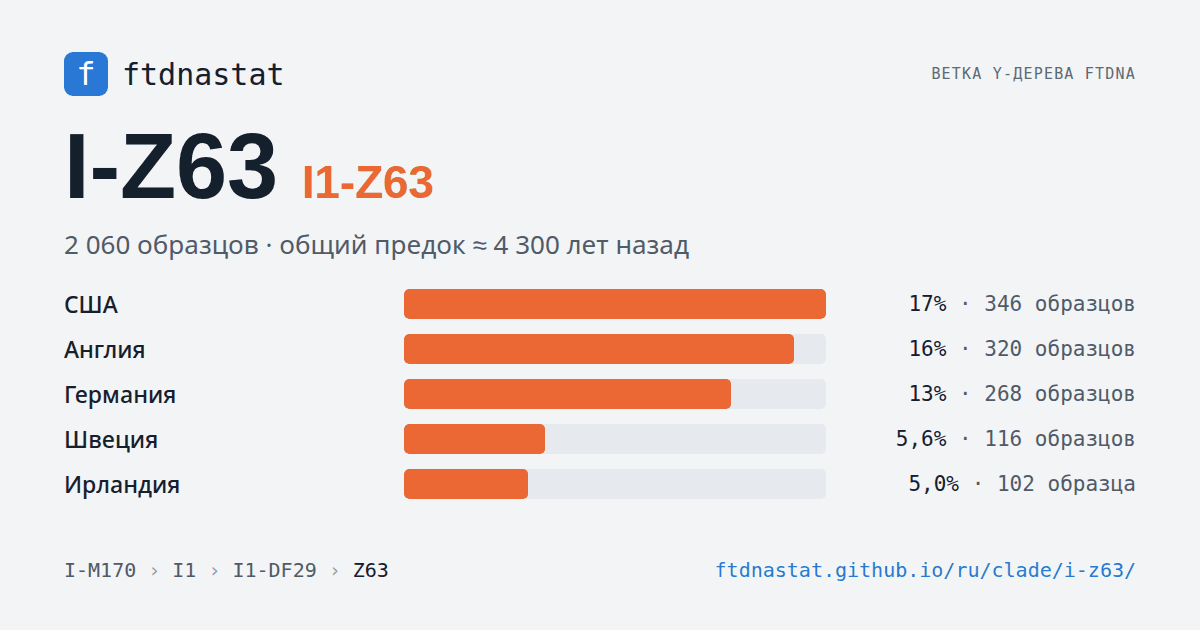 f ftdnastat
ВЕТКА Y-ДЕРЕВА FTDNA
I-Z63 I1-Z63
2 060 образцов · общий предок ≈ 4 300 лет назад
США 17% · 346 образцов
Англия 16% · 320 образцов
Германия 13% · 268 образцов
Швеция 5,6% · 116 образцов
Ирландия 5,0% · 102 образца
I-M170 › I1 › I1-DF29 › Z63
ftdnastat.github.io/ru/clade/i-z63/